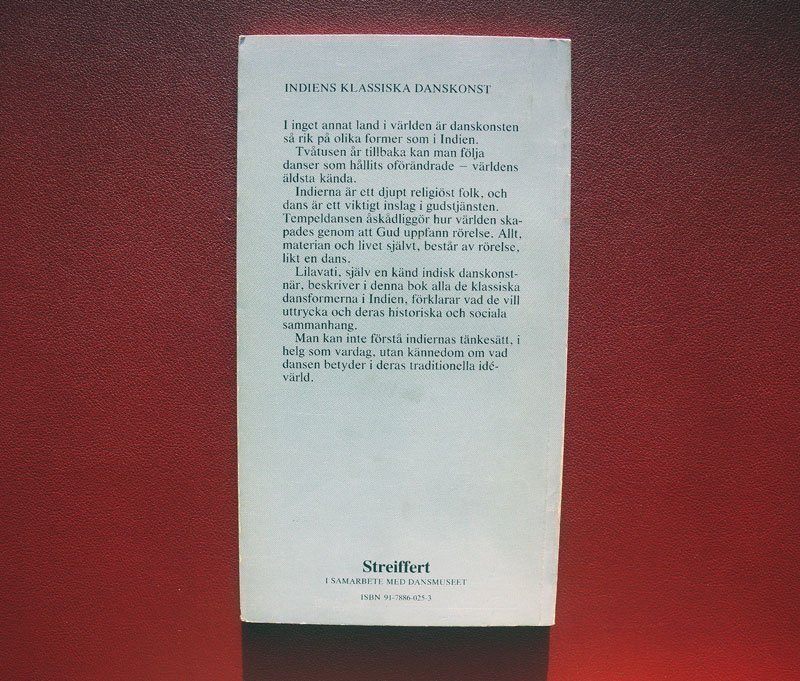 INDIENS KLASSISKA DANSKONST
I inget annat land i världen är danskonsten
så rik på olika former som i Indien.
Tvåtusen år tillbaka kan man följa
danser som hållits oförändrade – världens
äldsta kända.
Indierna är ett djupt religiöst folk, och
dans är ett viktigt inslag i gudstjänsten.
Tempeldansen åskådliggör hur världen ska-
pades genom att Gud uppfann rörelse. Allt,
materian och livet självt, består av rörelse,
likt en dans.
Lilavati, själv en känd indisk danskonst-
när, beskriver i denna bok alla de klassiska
dansformerna i Indien, förklarar vad de vill
uttrycka och deras historiska och sociala
sammanhang.
Man kan inte förstå indiernas tänkesätt, i
helg som vardag, utan kännedom om vad
dansen betyder i deras traditionella idé-
värld.
Streiffert
I SAMARBETE MED DANSMUSEET
ISBN 91-7886-025-3